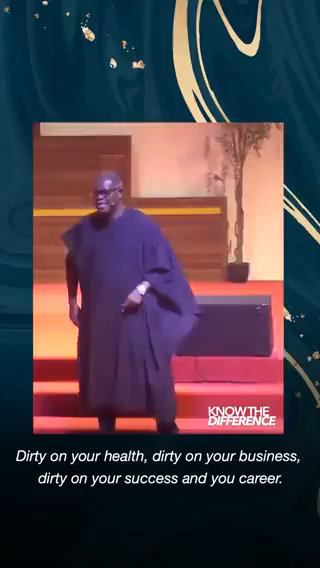 KNOW THE
DIFFERENCE
Dirty on your health, dirty on your business,
dirty on your success and you career.